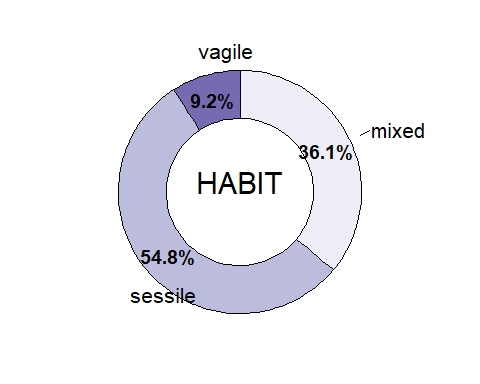 vagile
9.2%
mixed
36.1%
HABIT
54.8%
sessile